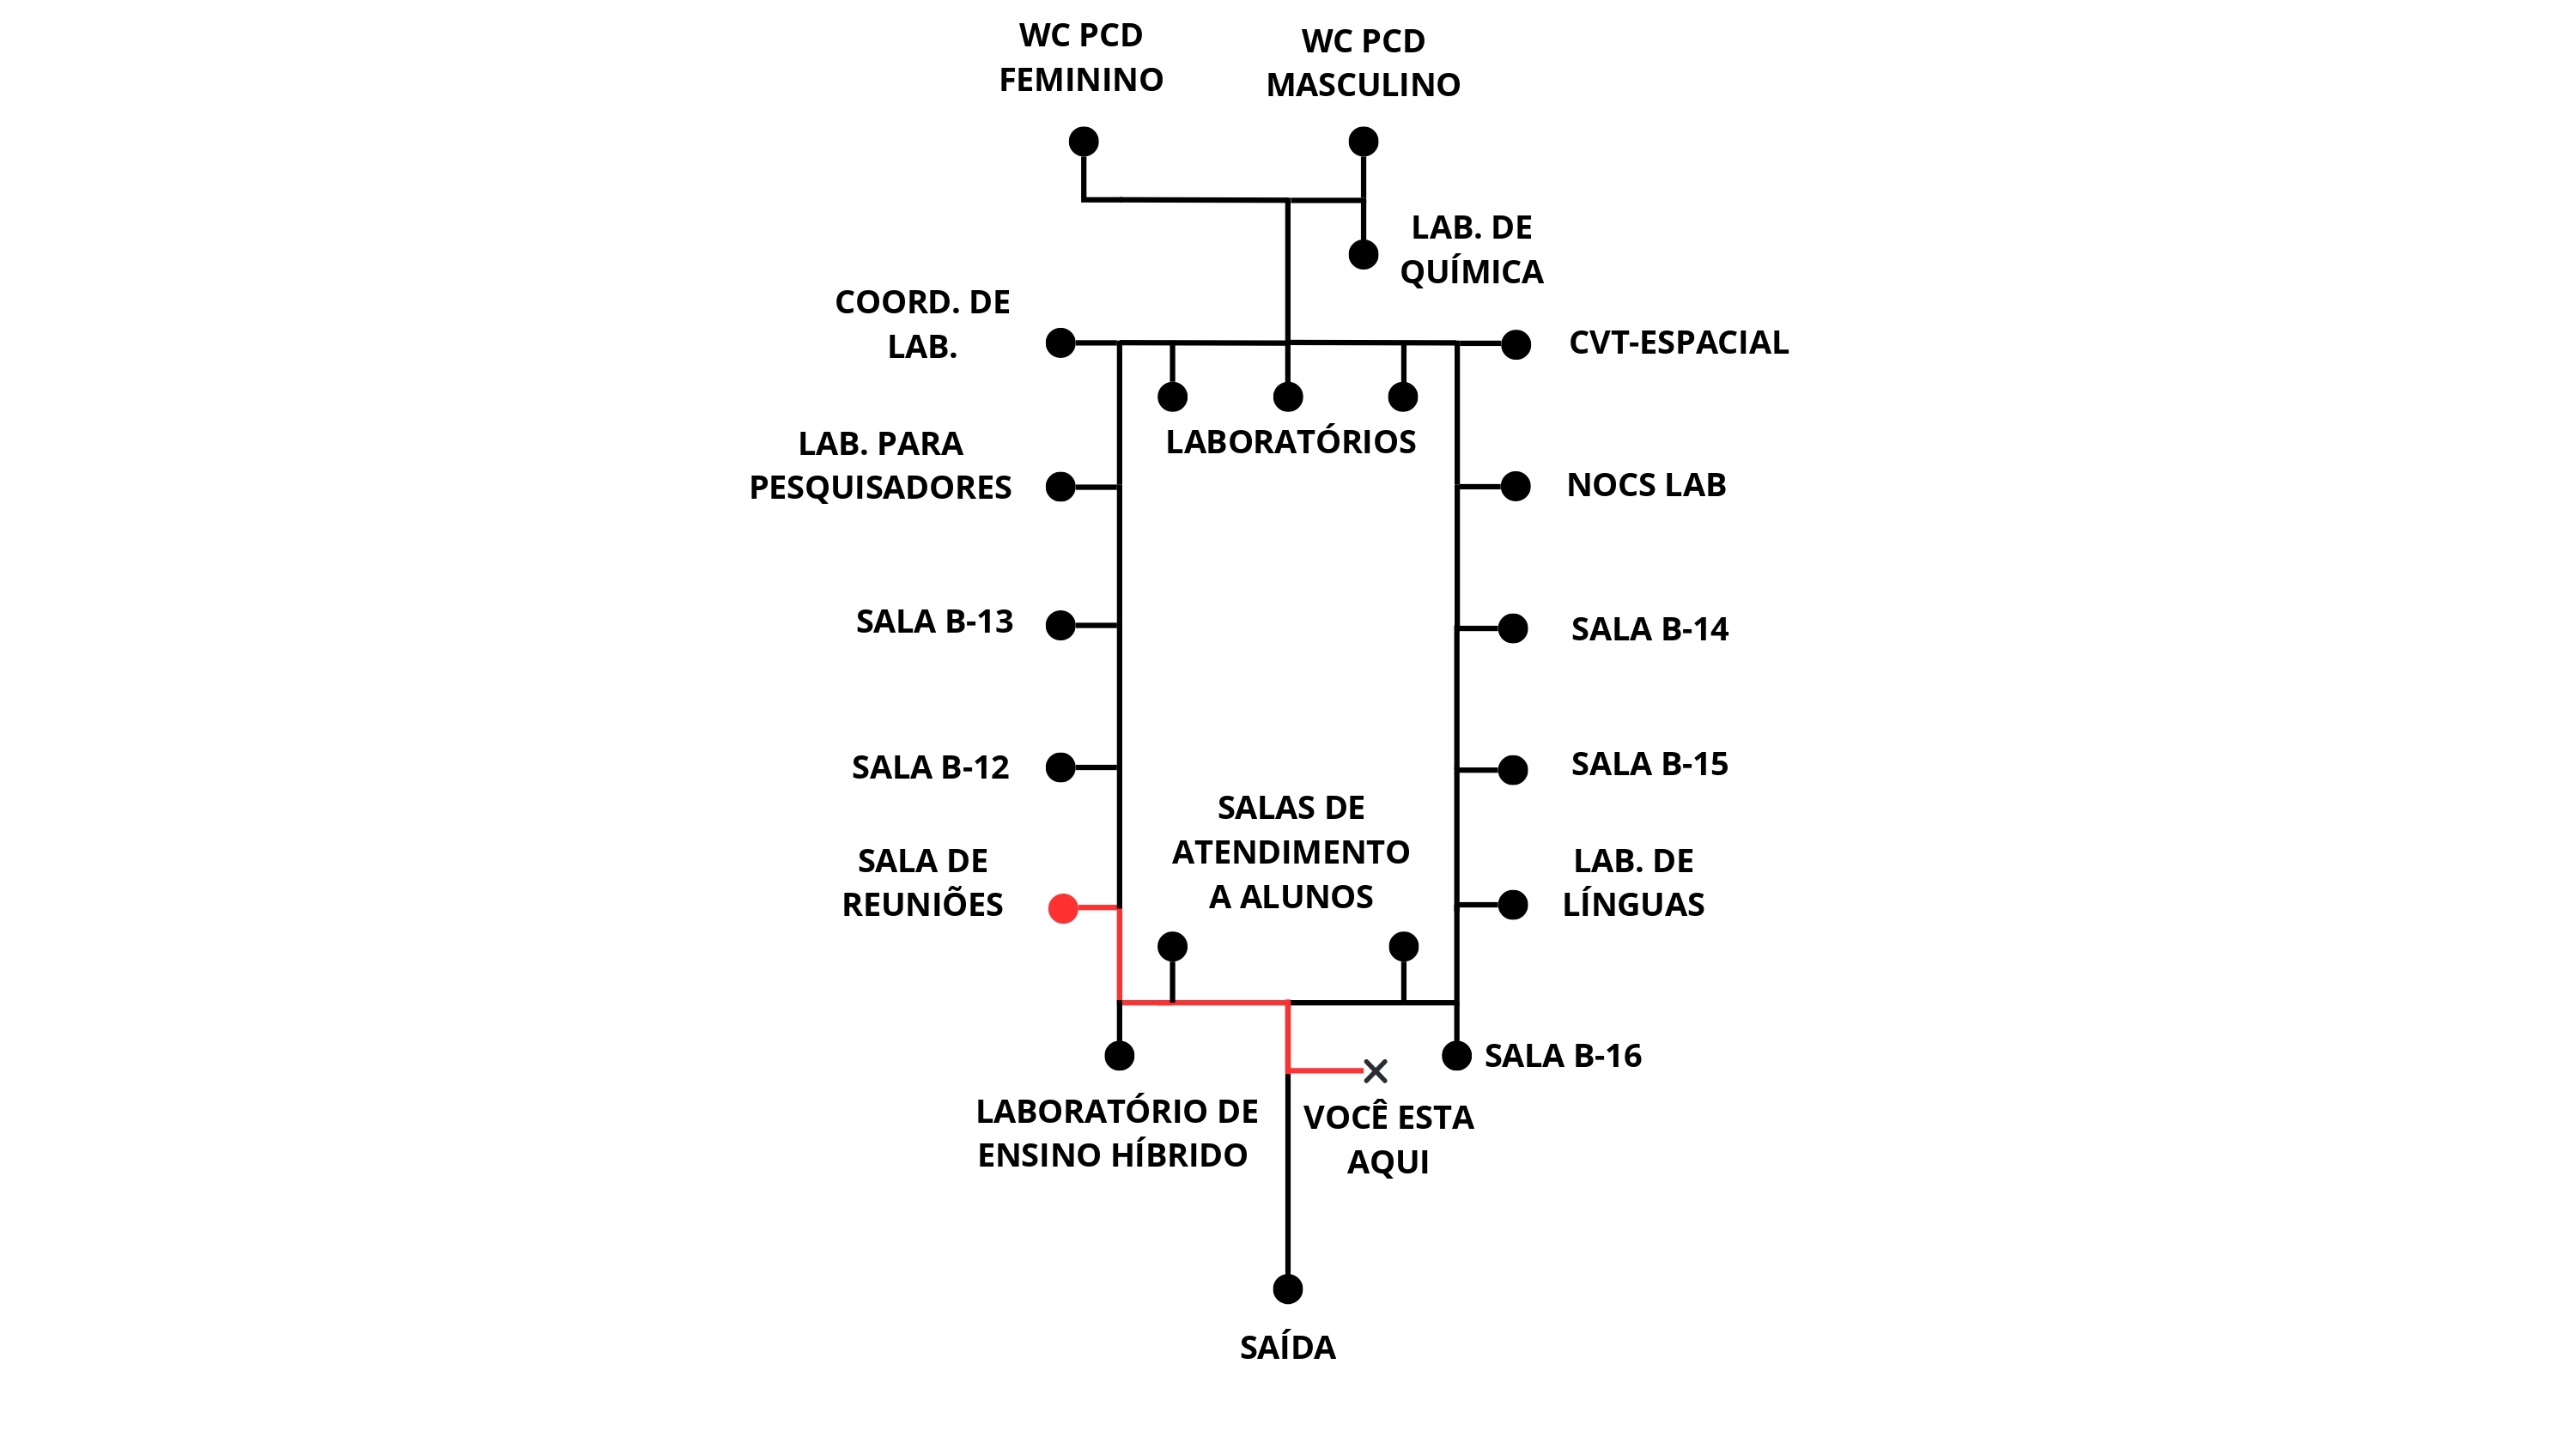 WC PCD
FEMININO
WC PCD
MASCULINO
LAB. DE
QUÍMICA
COORD. DE
LAB.
CVT-ESPACIAL
LABORATÓRIOS
LAB. PARA
PESQUISADORES
NOCS LAB
SALA B-13
SALA B-14
SALA B-12
SALA B-15
SALAS DE
ATENDIMENTO
A ALUNOS
SALA DE
REUNIÕES
LAB. DE
LÍNGUAS
SALA B-16
LABORATÓRIO DE
ENSINO HÍBRIDO
VOCÊ ESTA
AQUI
SAÍDA